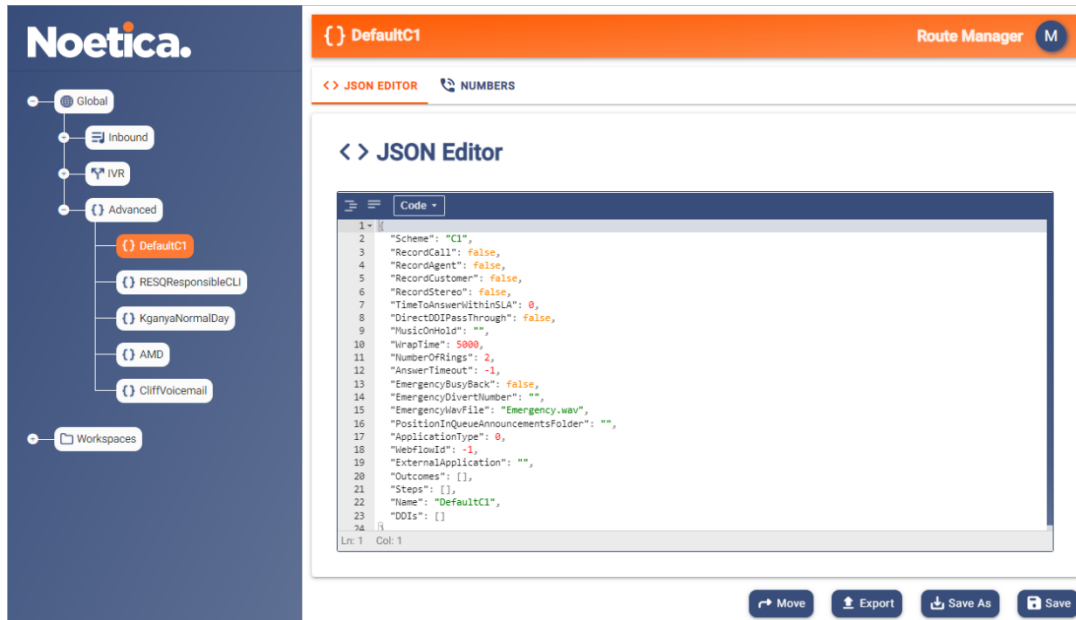 Noetica.
Global
Inbound
IVR
Advanced
DefaultC1
RESQResponsibleCLI
KganyaNormalDay
AMD
CliffVoicemail
Workspaces
{ } DefaultC1
Route Manager M
< > JSON EDITOR NUMBERS
< > JSON Editor
Code
1 {
2 "Scheme": "C1",
3 "RecordCall": false,
4 "RecordAgent": false,
5 "RecordCustomer": false,
6 "RecordStereo": false,
7 "TimeToAnswerWithinSLA": 0,
8 "DirectDDIPassThrough": false,
9 "MusicOnHold": "",
10 "WrapTime": 5000,
11 "NumberOfRings": 2,
12 "AnswerTimeout": -1,
13 "EmergencyBusyBack": false,
14 "EmergencyDivertNumber": "",
15 "EmergencyWavFile": "Emergency.wav",
16 "PositionInQueueAnnouncementsFolder": "",
17 "ApplicationType": 0,
18 "WebflowId": -1,
19 "ExternalApplication": "",
20 "Outcomes": [],
21 "Steps": [],
22 "Name": "DefaultC1",
23 "DDIs": []
24 }
Ln: 1 Col: 1
Move Export Save As Save